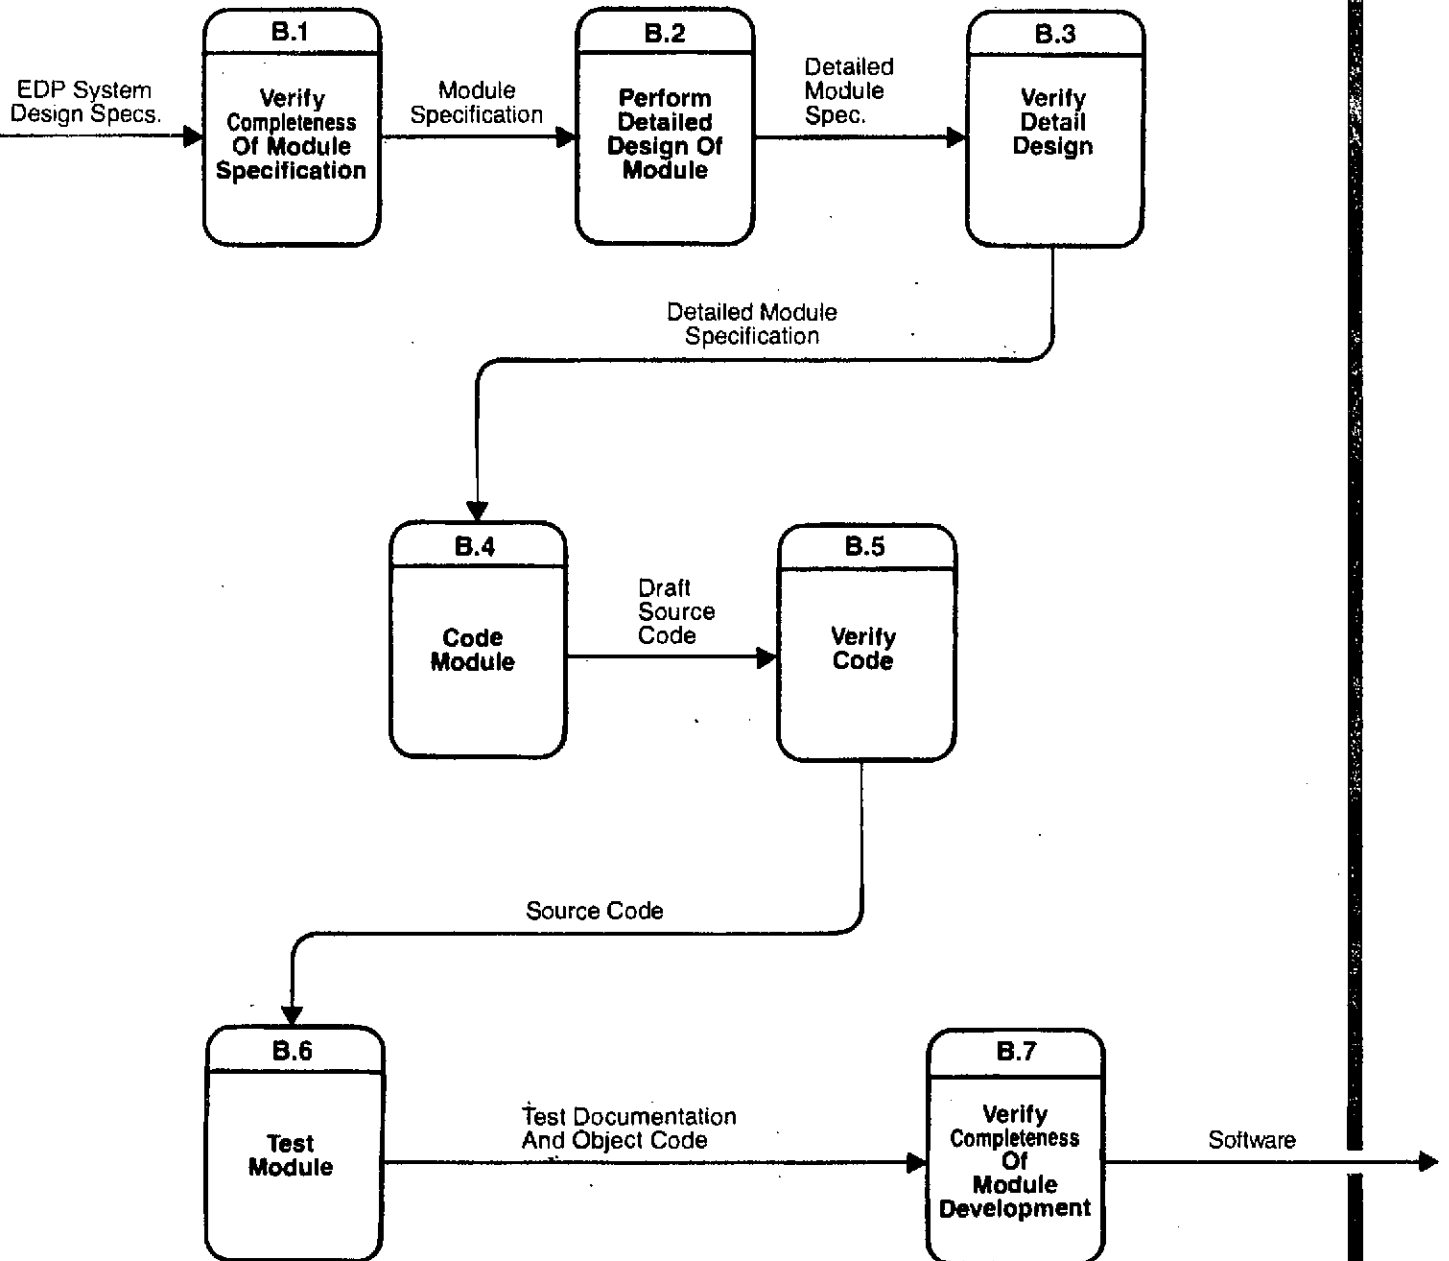 B.1
B.2
B.3
EDP System
Design Specs.
Verify
Completeness
Of Module
Specification
Module
Specification
Perform
Detailed
Design Of
Module
Detailed
Module
Spec.
Verify
Detail
Design
Detailed Module
Specification
B.4
B.5
Code
Module
Draft
Source
Code
Verify
Code
Source Code
B.6
B.7
Test
Module
Test Documentation
And Object Code
Verify
Completeness
Of
Module
Development
Software